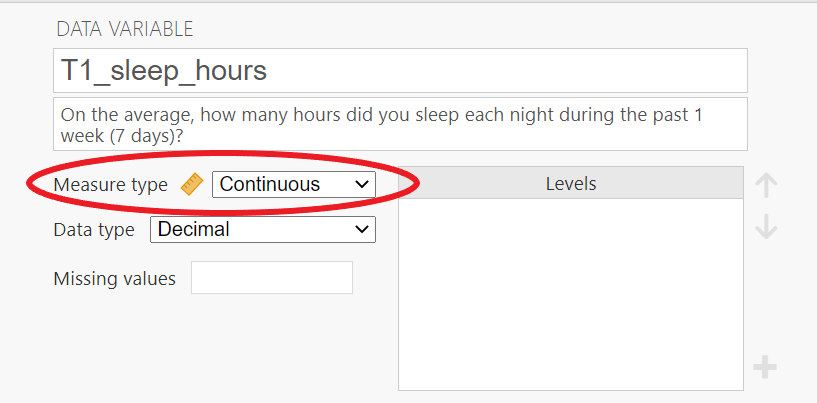 DATA VARIABLE
T1_sleep_hours
On the average, how many hours did you sleep each night during the past 1
week (7 days)?
Measure type Continuous
Levels
Data type Decimal
Missing values